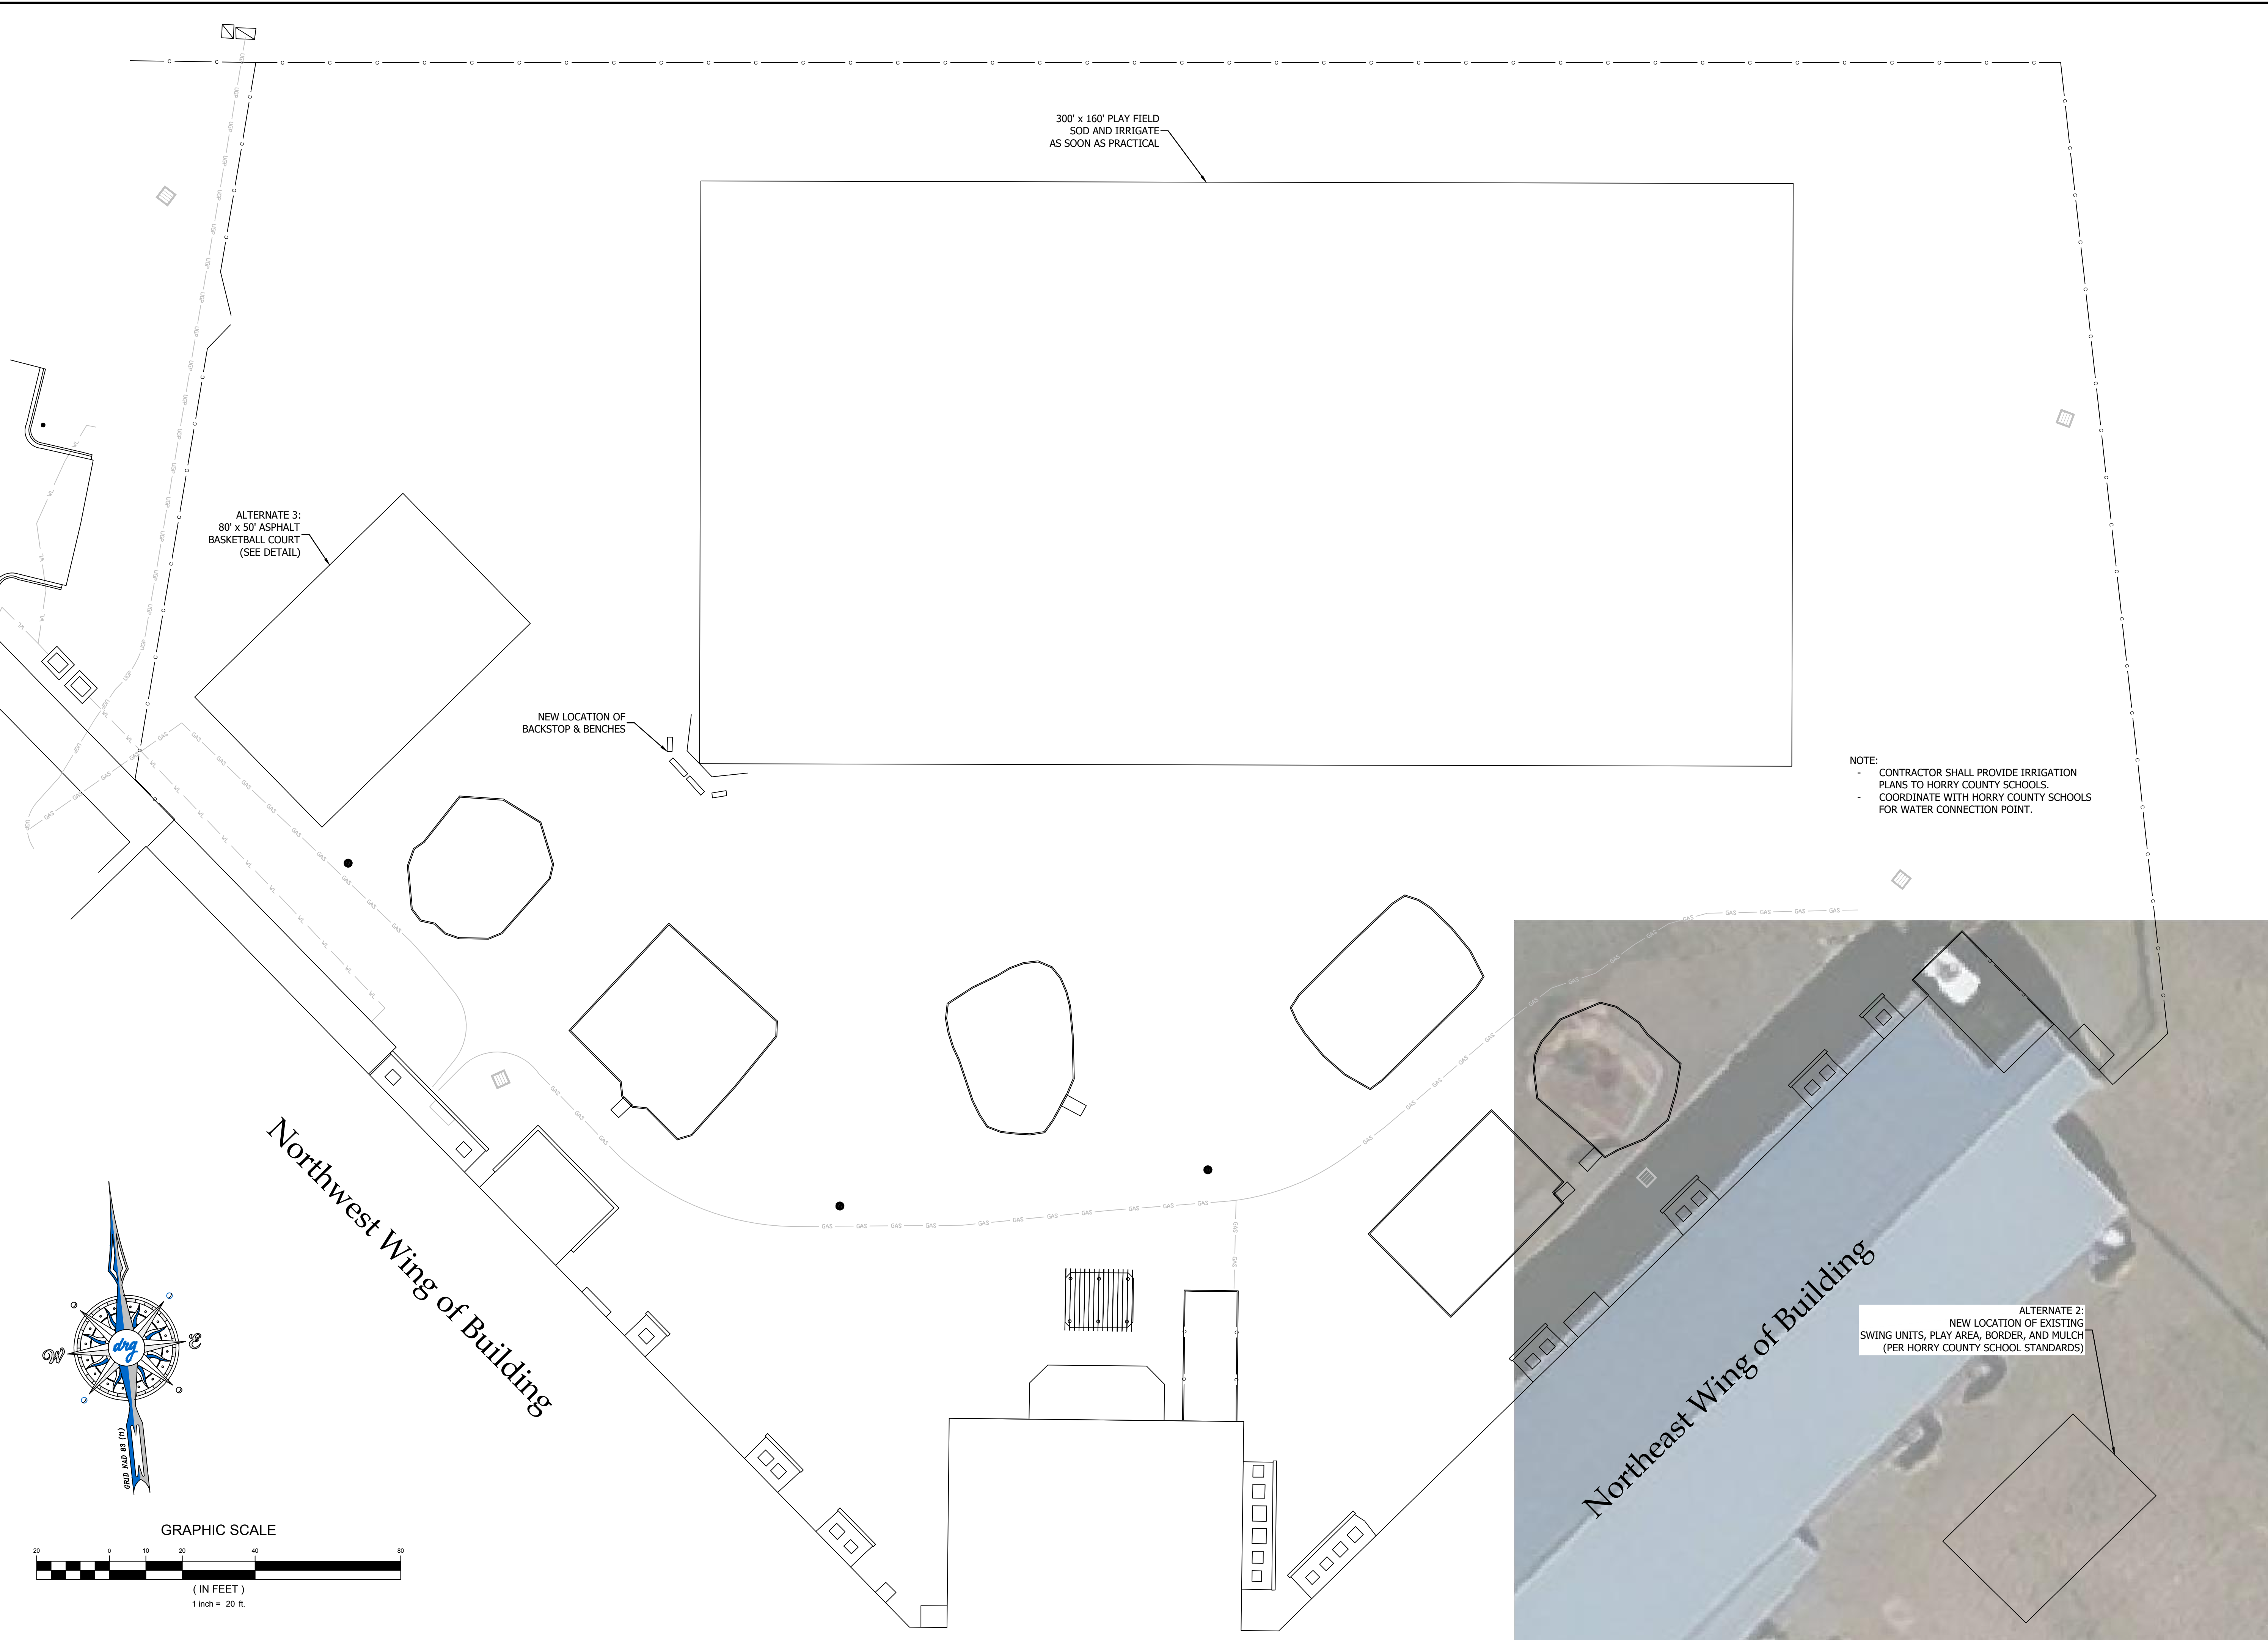 300' x 160' PLAY FIELD
SOD AND IRRIGATE
AS SOON AS PRACTICAL
ALTERNATE 3:
80' x 50' ASPHALT
BASKETBALL COURT
(SEE DETAIL)
NEW LOCATION OF
BACKSTOP & BENCHES
NOTE:
- CONTRACTOR SHALL PROVIDE IRRIGATION
PLANS TO HORRY COUNTY SCHOOLS.
- COORDINATE WITH HORRY COUNTY SCHOOLS
FOR WATER CONNECTION POINT.
Northwest Wing of Building
Northeast Wing of Building
ALTERNATE 2:
NEW LOCATION OF EXISTING
SWING UNITS, PLAY AREA, BORDER, AND MULCH
(PER HORRY COUNTY SCHOOL STANDARDS)
W
drg
E
GRID NAD 83 (11)
GRAPHIC SCALE
20 0 10 20 40 80
( IN FEET )
1 inch = 20 ft.